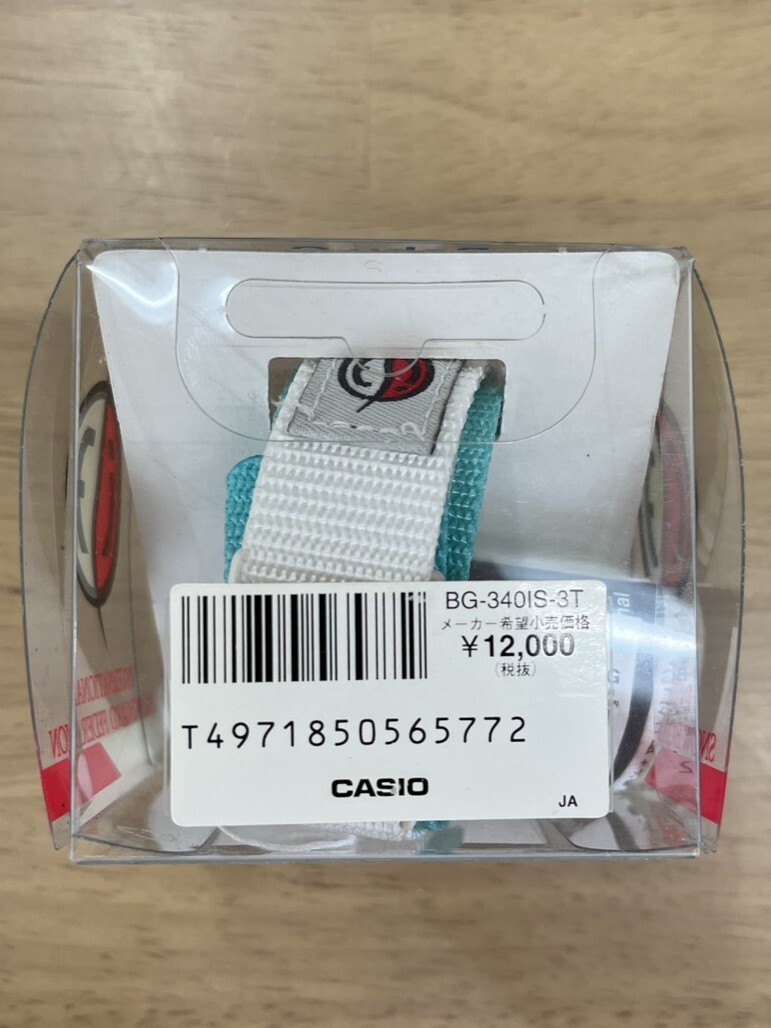 BG-340IS-3T
メーカー希望小売価格
¥12,000
(税抜)
T4971850565772
CASIO
JA
INTERNATIONAL